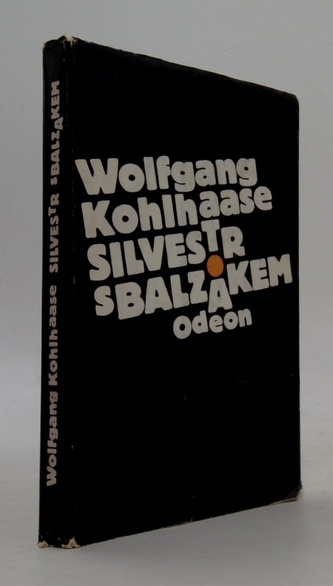 Wolfgang
Kohlhaase
SILVESTR
SBALZAKEM
Odeon
Wolfgang Kohlhaase SILVESTR SBALZAKEM